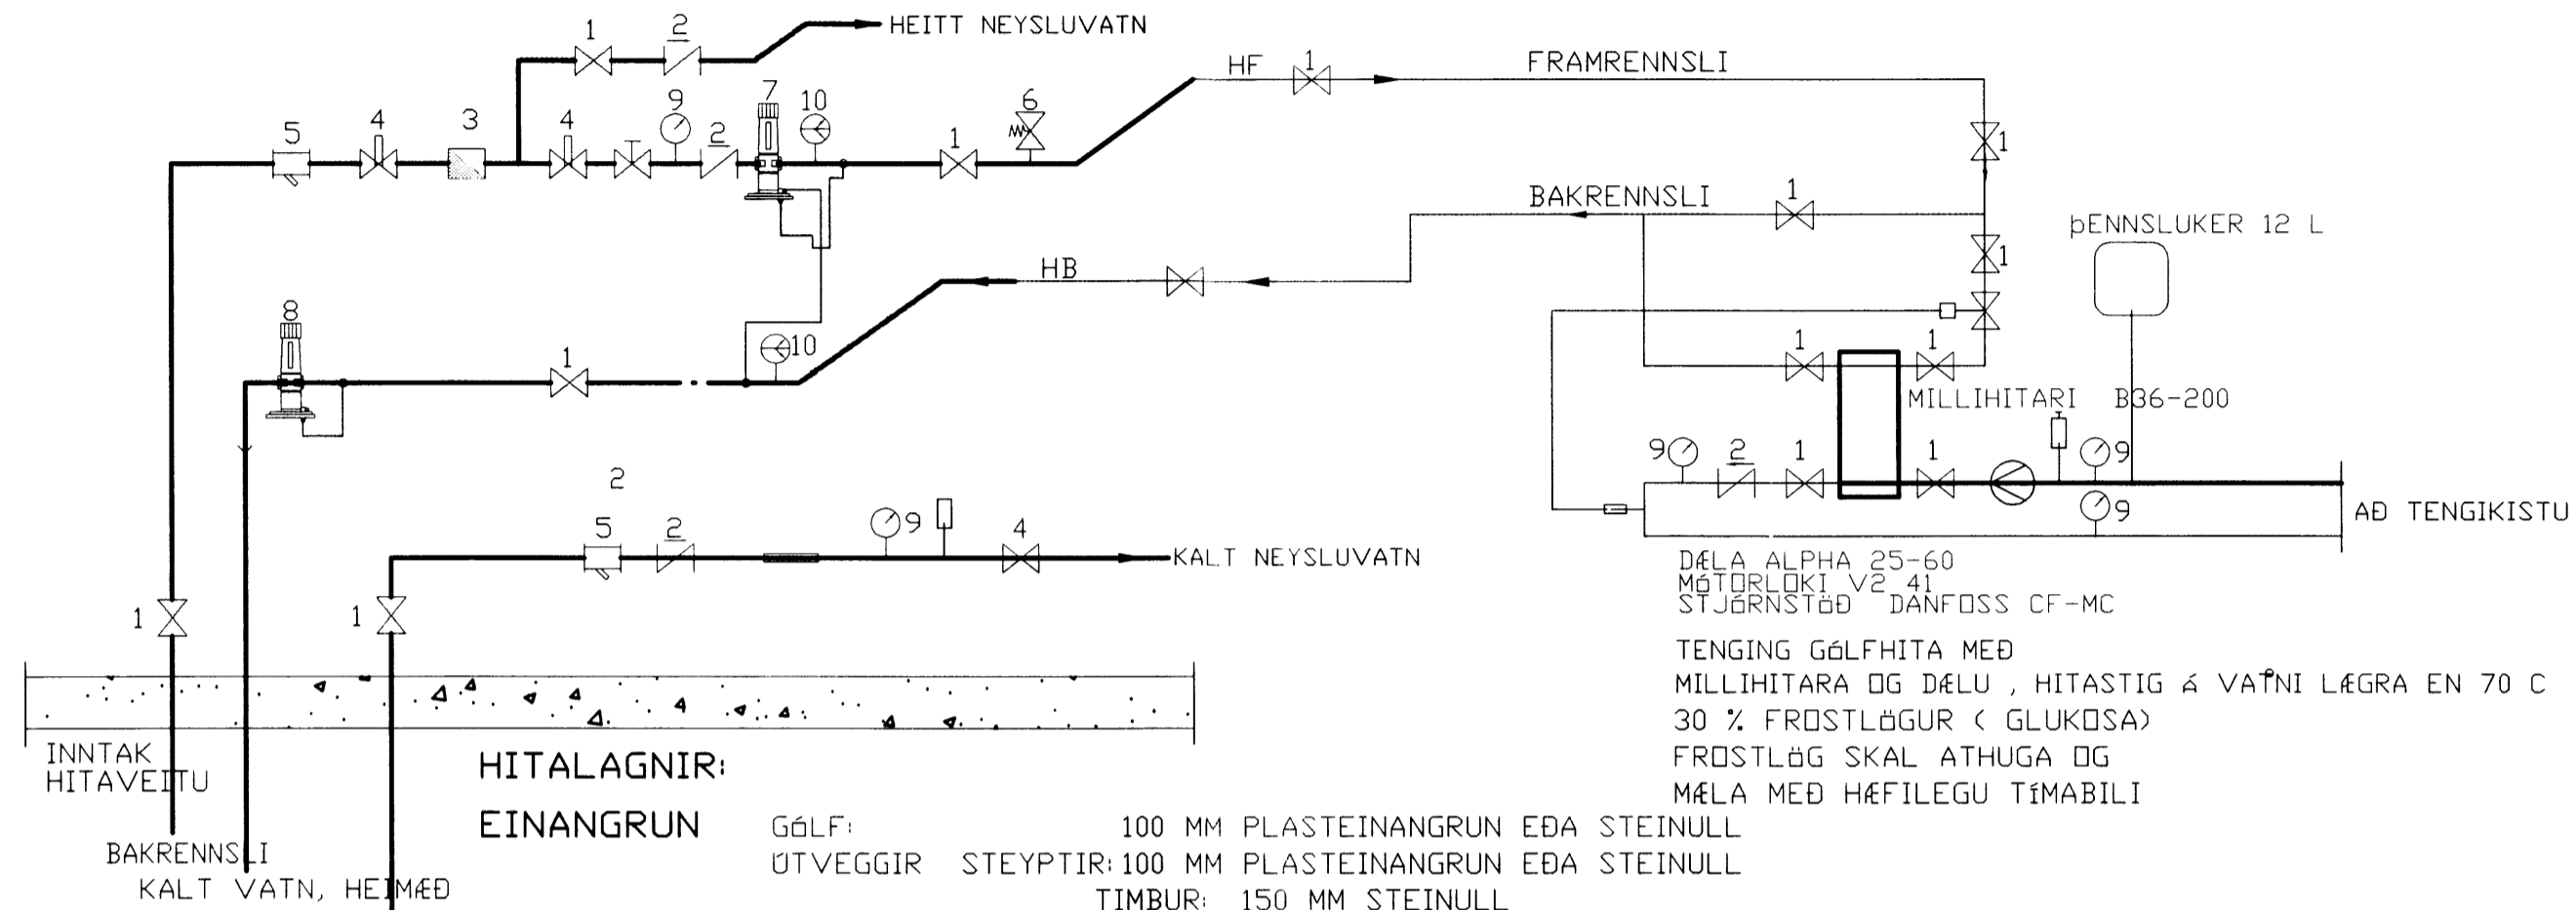 HEITT NEYSLUVATN
1 2
HF 1 FRAMRENNSLI
5 4 3 4 9 2 7 10 1 6 1
BAKRENNSLI 1
ÞENNSLUKER 12 L
1
HB
8 1 10 1 1
MILLIHITARI B36-200
9 2 1 1 9
2
5 2 9 4
KALT NEYSLUVATN
9
AÐ TENGIKISTU
DÆLA ALPHA 25-60
MÓTORLOKI V2 41
STJÓRNSTÖÐ DANFOSS CF-MC
1 1
TENGING GÓLFHITA MEÐ
MILLIHITARA OG DÆLU , HITASTIG Á VATNI LÆGRA EN 70 C
30 % FROSTLÖGUR ( GLUKOSA)
FROSTLÖG SKAL ATHUGA OG
MÆLA MEÐ HÆFILEGU TÍMABILI
INNTAK
HITAVEITU
BAKRENNSLI
KALT VATN, HEIMÆÐ
HITALAGNIR:
EINANGRUN
GÓLF: 100 MM PLASTEINANGRUN EÐA STEINULL
ÚTVEGGIR STEYPTIR: 100 MM PLASTEINANGRUN EÐA STEINULL
TIMBUR: 150 MM STEINULL